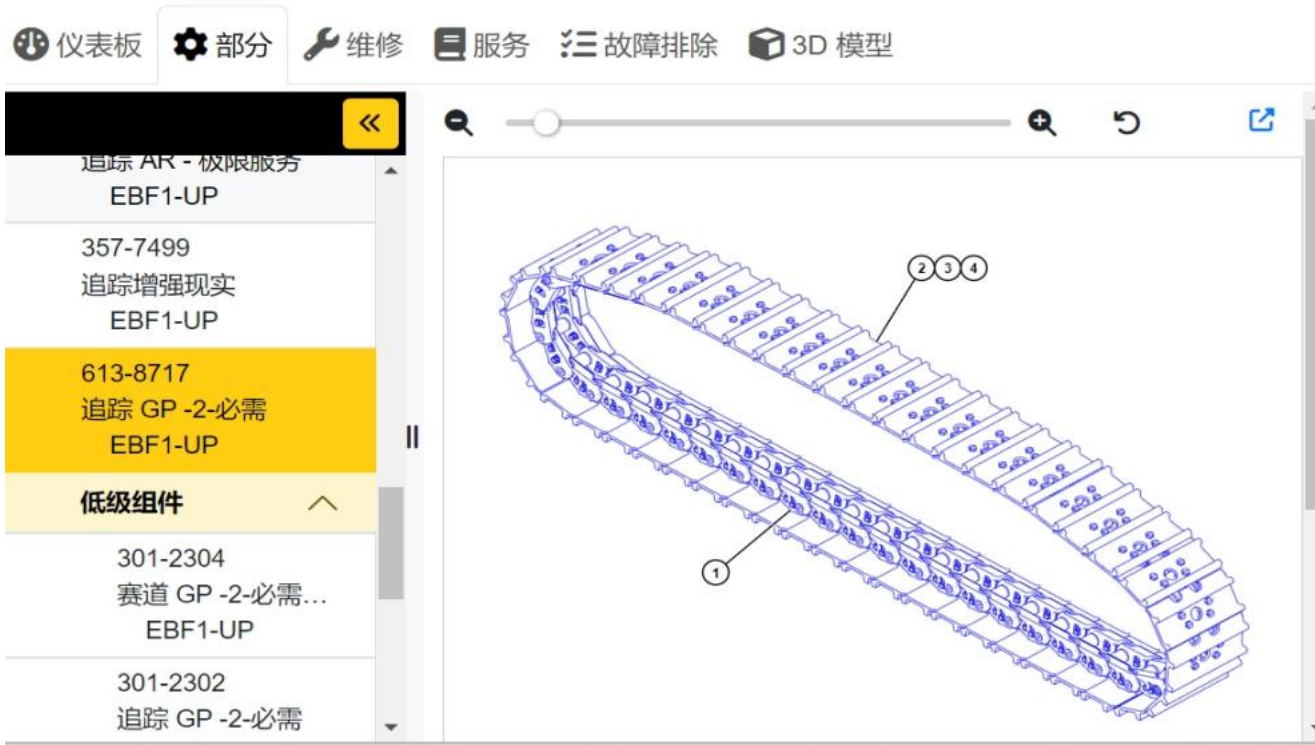 仪表板 部分 维修 服务 故障排除 3D 模型
追踪 AR - 极限服务
EBF1-UP
357-7499
追踪增强现实
EBF1-UP
613-8717
追踪 GP -2-必需
EBF1-UP
低级组件
301-2304
赛道 GP -2-必需...
EBF1-UP
301-2302
追踪 GP -2-必需
2 3 4
1